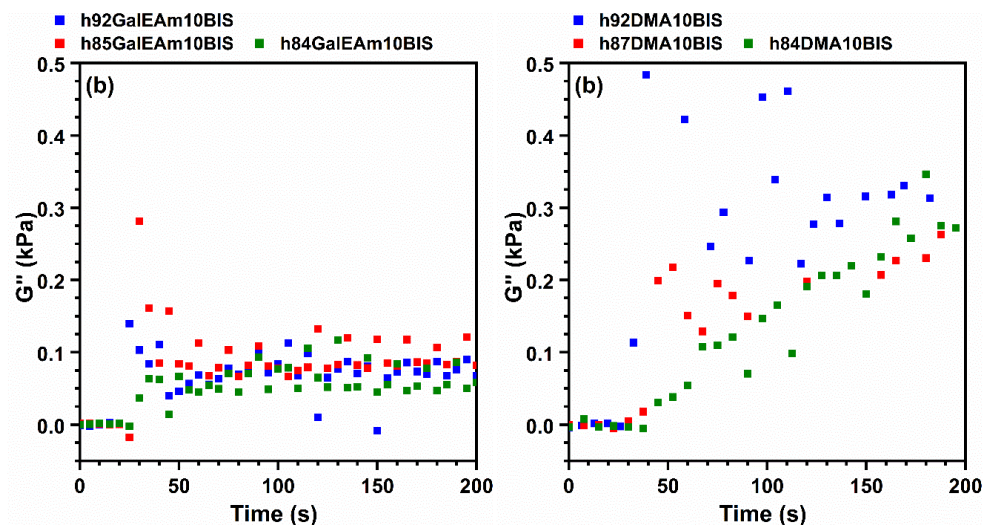 h92GalEAm10BIS
h85GalEAm10BIS h84GalEAm10BIS
(b)
G'' (kPa)
0.5
0.4
0.3
0.2
0.1
0.0
0 50 100 150 200
Time (s)
h92DMA10BIS
h87DMA10BIS h84DMA10BIS
(b)
G'' (kPa)
0.5
0.4
0.3
0.2
0.1
0.0
0 50 100 150 200
Time (s)